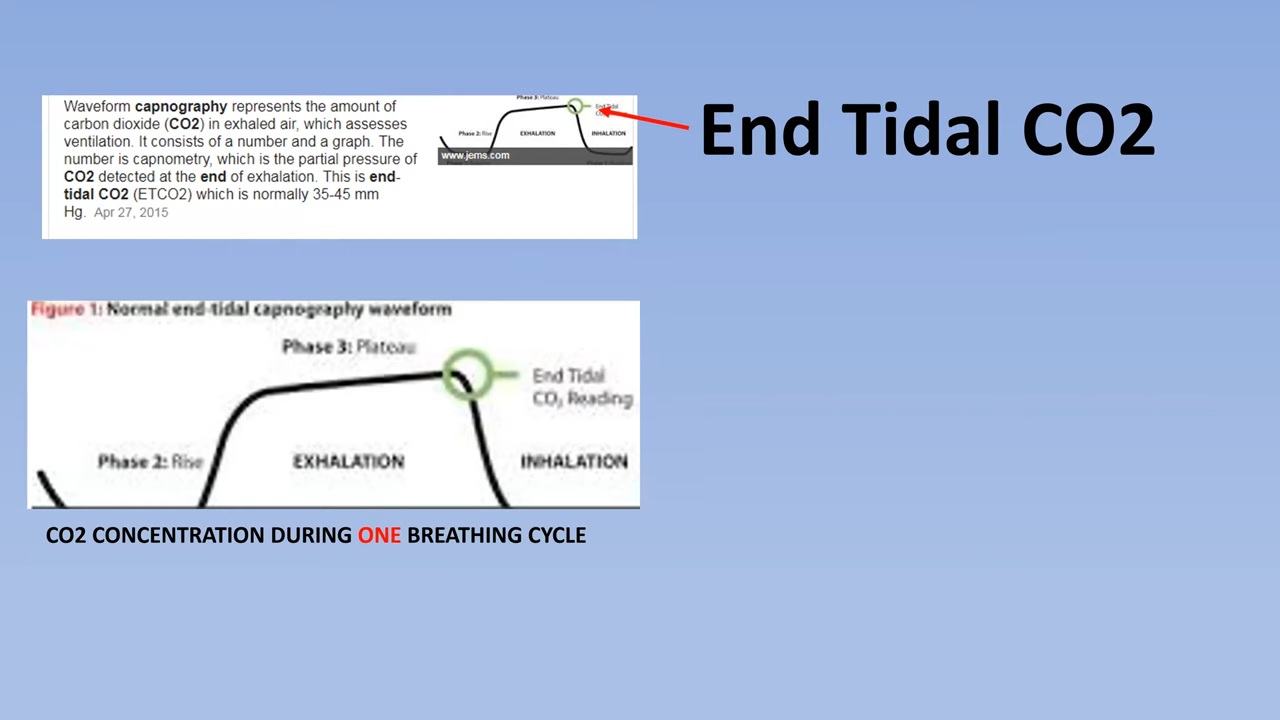 Waveform capnography represents the amount of
carbon dioxide (CO2) in exhaled air, which assesses
ventilation. It consists of a number and a graph. The
number is capnometry, which is the partial pressure of
CO2 detected at the end of exhalation. This is end-
tidal CO2 (ETCO2) which is normally 35-45 mm
Hg. Apr 27, 2015
Phase 3: Plateau
End Tidal
Phase 2: Rise
EXHALATION
INHALATION
www.jems.com
End Tidal CO2
Figure 1: Normal end-tidal capnography waveform
Phase 3: Plateau
End Tidal
CO₂ Reading
Phase 2: Rise
EXHALATION
INHALATION
CO2 CONCENTRATION DURING ONE BREATHING CYCLE